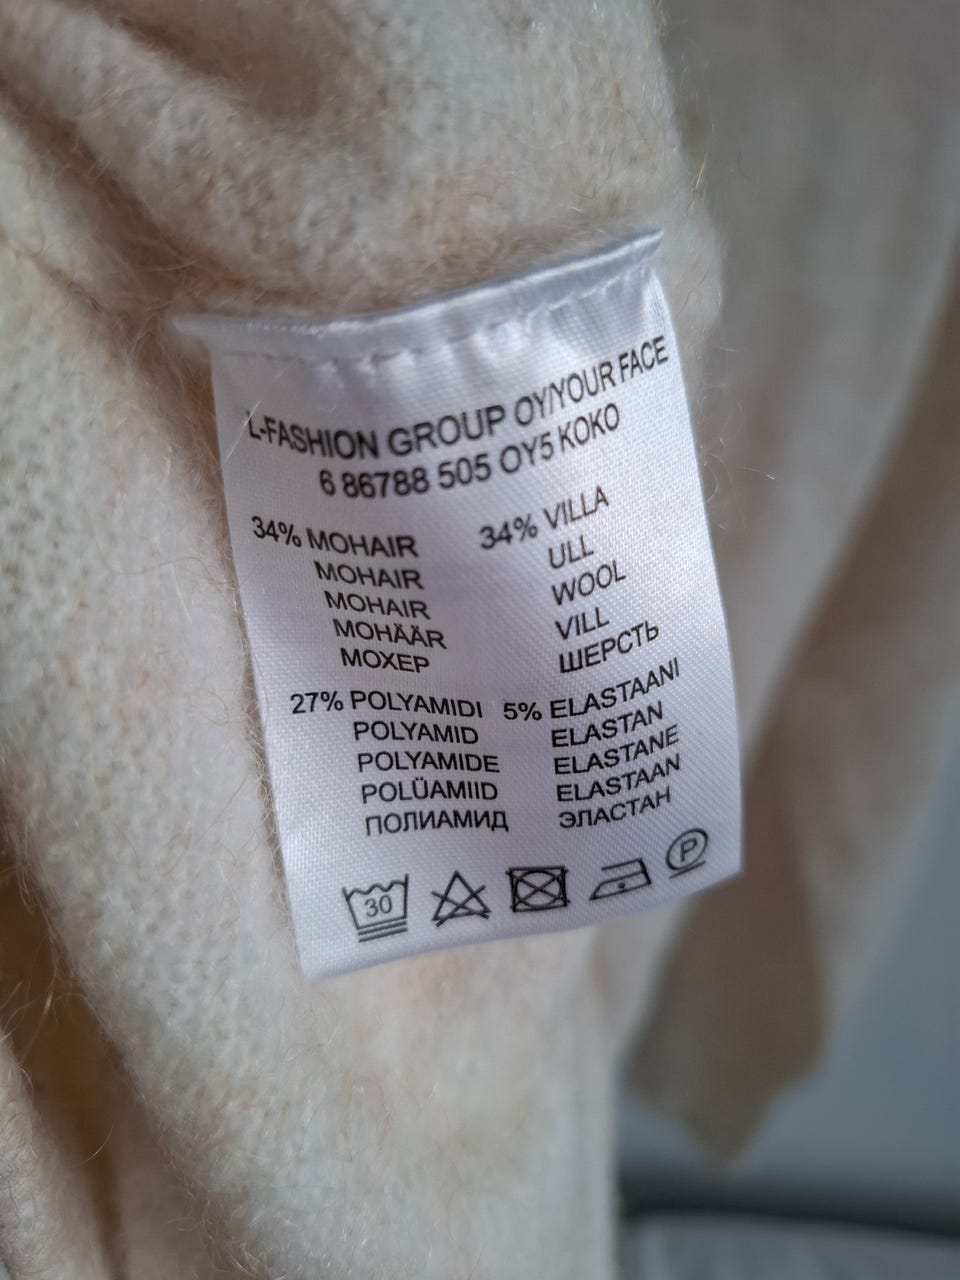 L-FASHION GROUP OY/YOUR FACE
6 86788 505 OY5 KOKO
34% MOHAIR
MOHAIR
MOHAIR
MOHÄÄR
МОХЕР
34% VILLA
ULL
WOOL
VILL
ШЕРСТЬ
27% POLYAMIDI
POLYAMID
POLYAMIDE
POLÜAMIID
ПОЛИАМИД
5% ELASTAANI
ELASTAN
ELASTANE
ELASTAAN
ЭЛАСТАН
30
P